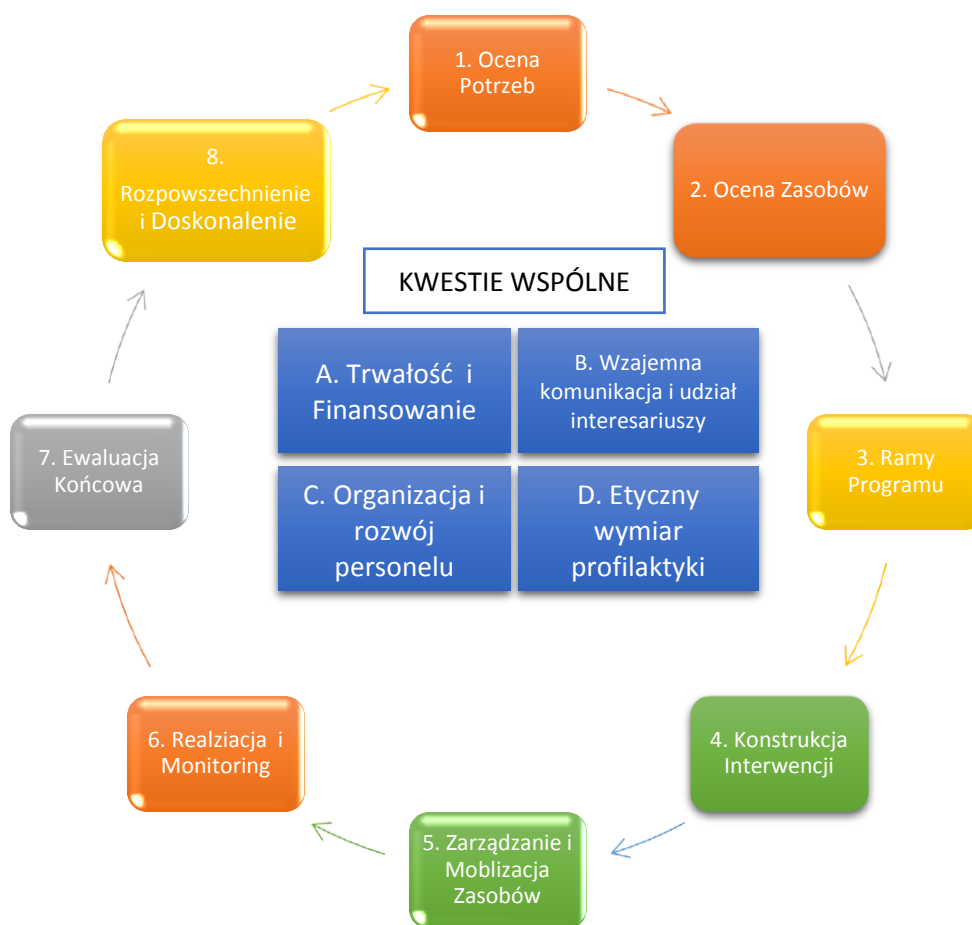 1. Ocena
Potrzeb
2. Ocena Zasobów
3. Ramy
Programu
4. Konstrukcja
Interwencji
5. Zarządzanie i
Moblizacja
Zasobów
6. Realziacja i
Monitoring
7. Ewaluacja
Końcowa
8.
Rozpowszechnienie
i Doskonalenie
KWESTIE WSPÓLNE
A. Trwałość i
Finansowanie
B. Wzajemna
komunikacja i udział
interesariuszy
C. Organizacja i
rozwój
personelu
D. Etyczny
wymiar
profilaktyki